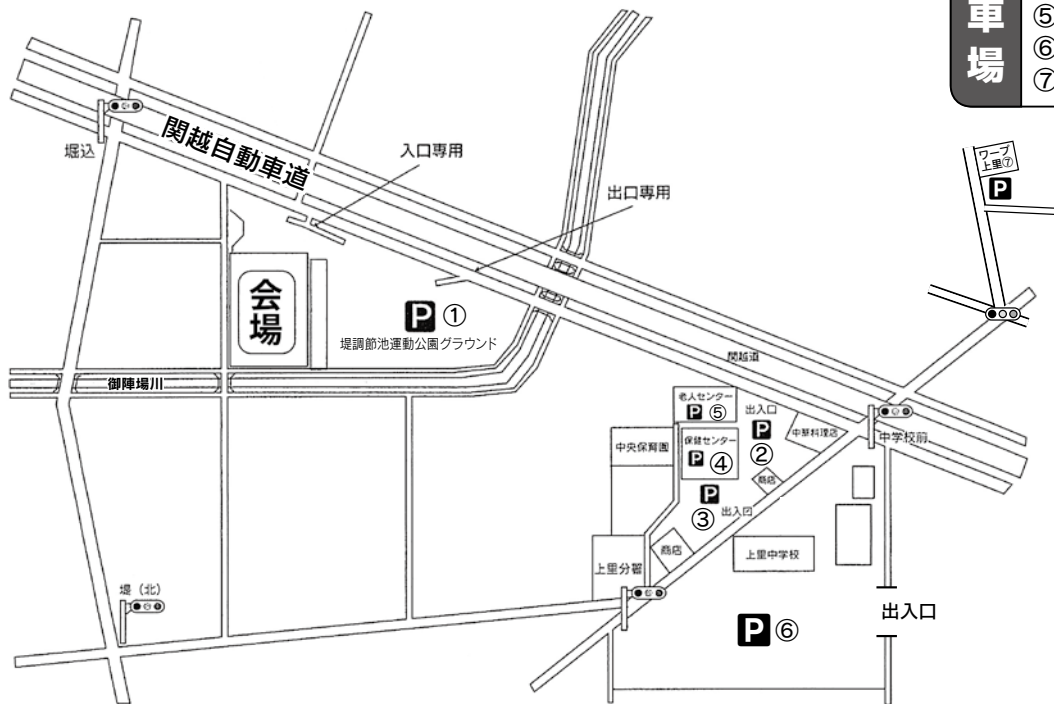 車場
⑤
⑥
⑦
堀込
関越自動車道
入口専用
出口専用
ワープ
上里⑦
P
会場
P ①
堤調節池運動公園グラウンド
関越道
御陣場川
老人センター
P ⑤
出入口
P
②
中華料理店
中学校前
中央保育園
保健センター
P ④
商店
P
③
出入口
商店
上里中学校
上里分署
堤(北)
出入口
P ⑥